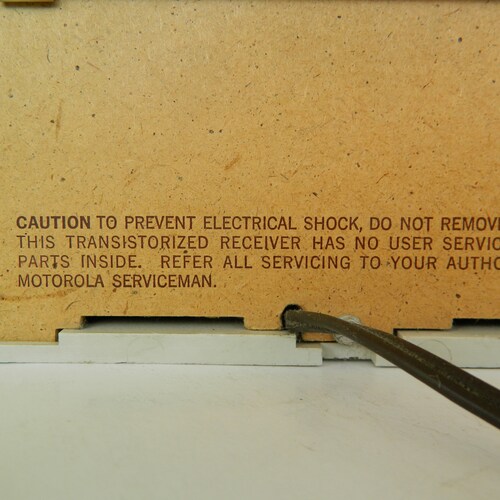 CAUTION TO PREVENT ELECTRICAL SHOCK, DO NOT
THIS TRANSISTORIZED RECEIVER HAS NO USER
PARTS INSIDE. REFER ALL SERVICING TO YOUR
MOTOROLA SERVICEMAN.